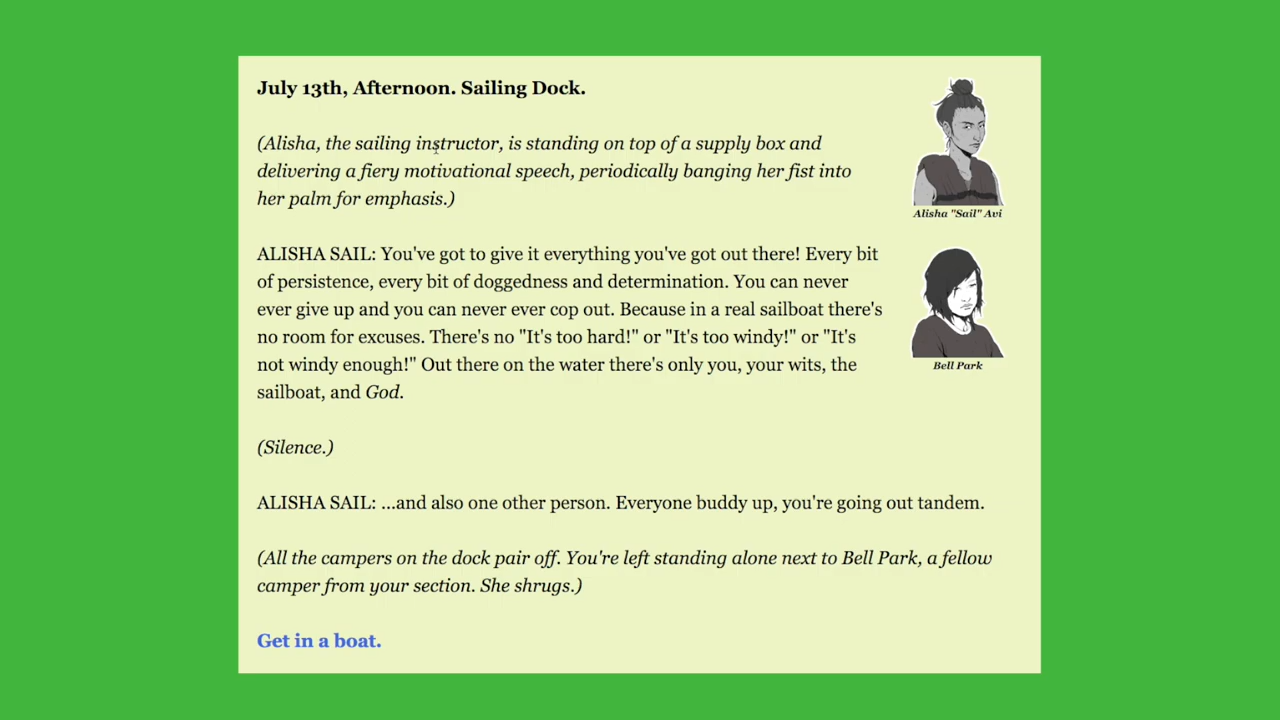 July 13th, Afternoon. Sailing Dock.
(Alisha, the sailing instructor, is standing on top of a supply box and
delivering a fiery motivational speech, periodically banging her fist into
her palm for emphasis.)
Alisha "Sail" Avi
ALISHA SAIL: You've got to give it everything you've got out there! Every bit
of persistence, every bit of doggedness and determination. You can never
ever give up and you can never ever cop out. Because in a real sailboat there's
no room for excuses. There's no "It's too hard!" or "It's too windy!" or "It's
not windy enough!" Out there on the water there's only you, your wits, the
sailboat, and God.
Bell Park
(Silence.)
ALISHA SAIL: ...and also one other person. Everyone buddy up, you're going out tandem.
(All the campers on the dock pair off. You're left standing alone next to Bell Park, a fellow
camper from your section. She shrugs.)
Get in a boat.